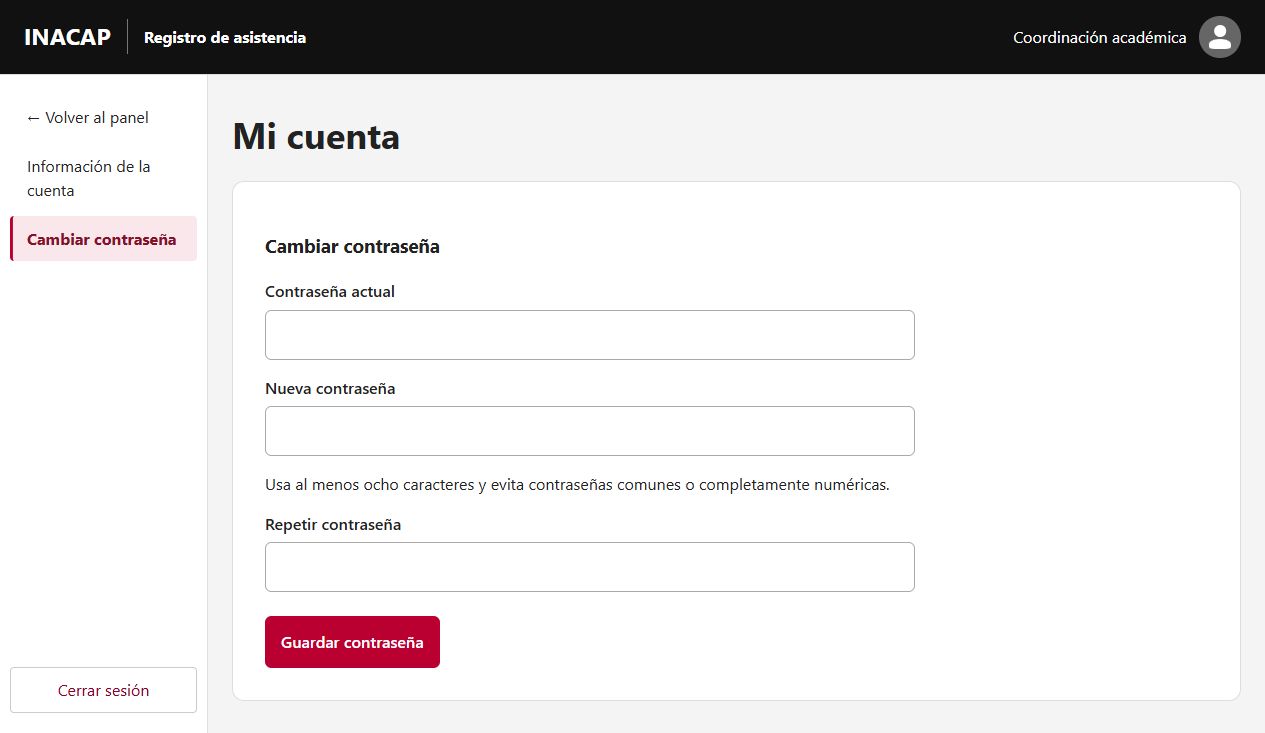 INACAP
Registro de asistencia
Coordinación académica
← Volver al panel
Información de la
cuenta
Cambiar contraseña
Cerrar sesión
Mi cuenta
Cambiar contraseña
Contraseña actual
Nueva contraseña
Usa al menos ocho caracteres y evita contraseñas comunes o completamente numéricas.
Repetir contraseña
Guardar contraseña